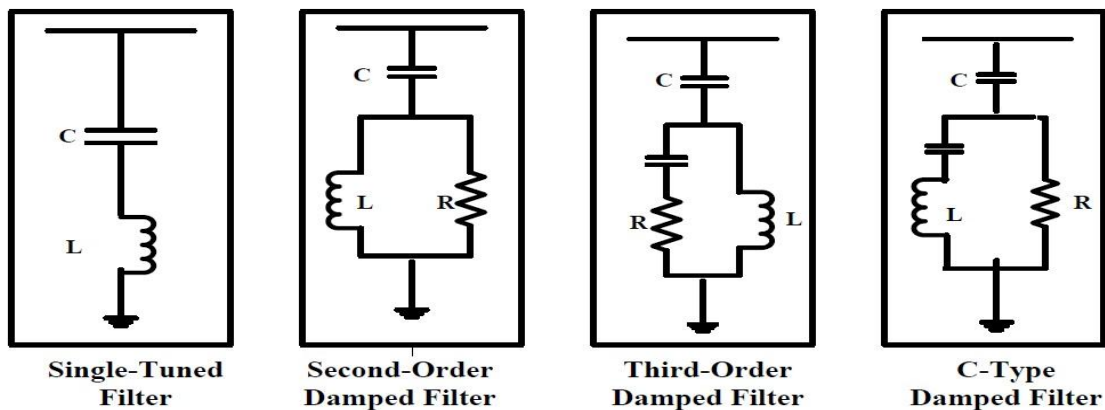 C
L
C
L
R
C
R
L
C
L
R
Single-Tuned
Filter
Second-Order
Damped Filter
Third-Order
Damped Filter
C-Type
Damped Filter